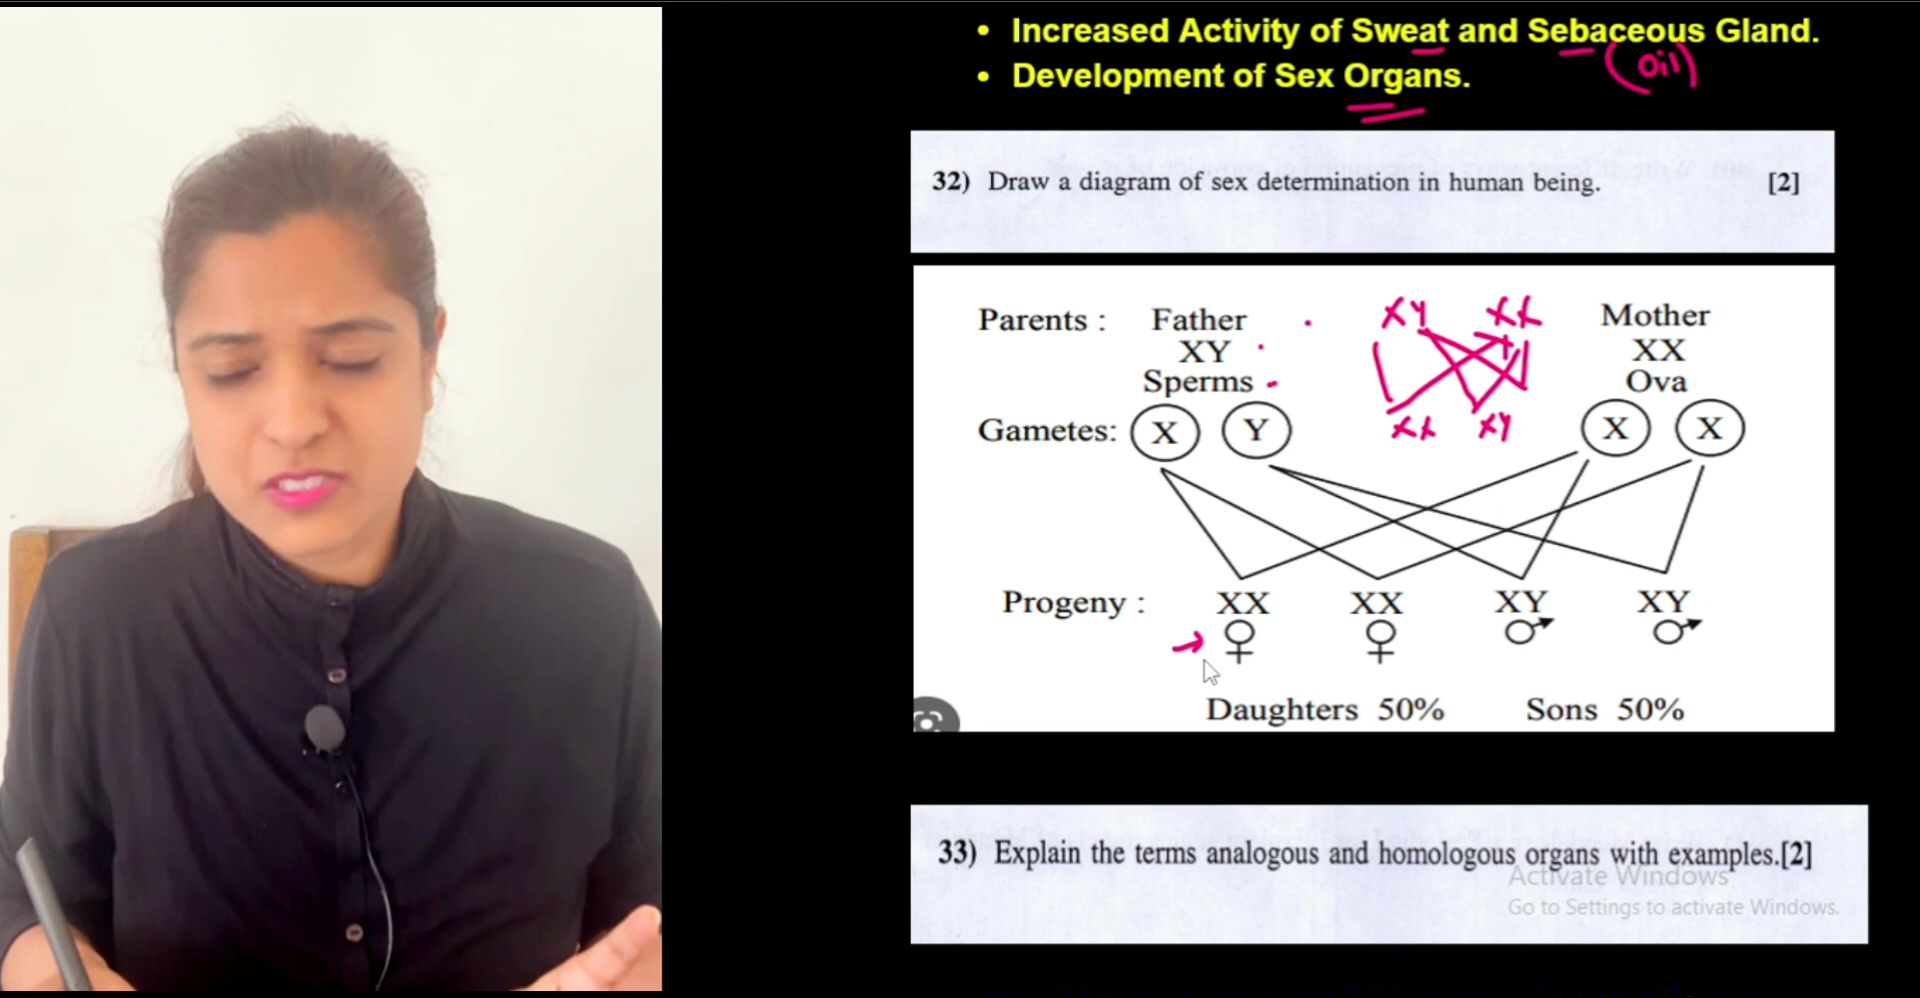 • Increased Activity of Sweat and Sebaceous Gland.
(Oil)
• Development of Sex Organs.
32) Draw a diagram of sex determination in human being. [2]
Parents : Father XY XX Mother
XY XX
Sperms Ova
Gametes: X Y XX XY X X
Progeny : XX XX XY XY
Daughters 50% Sons 50%
33) Explain the terms analogous and homologous organs with examples.[2]
Activate Windows
Go to Settings to activate Windows.